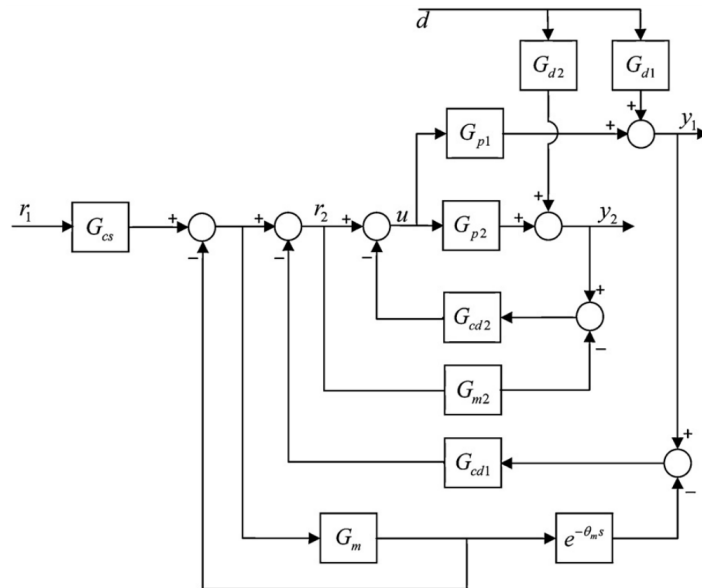 d
G_{d2} G_{d1}
+
G_{p1} + y_1
r_1 G_{cs} + + r_2 + u G_{p2} + + y_2
− − −
+
G_{cd2}
−
G_{m2}
+
G_{cd1}
−
G_m e^{-θ_m s}